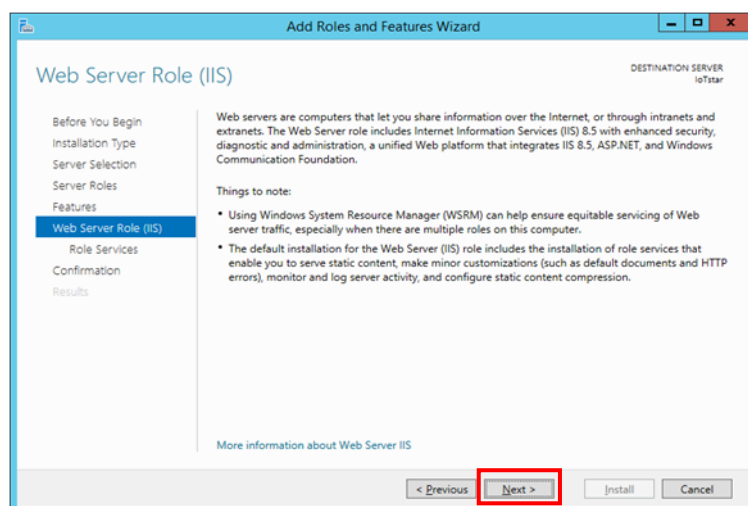 Add Roles and Features Wizard
Web Server Role (IIS)
DESTINATION SERVER
IoTstar
Before You Begin
Installation Type
Server Selection
Server Roles
Features
Web Server Role (IIS)
Role Services
Confirmation
Results
Web servers are computers that let you share information over the Internet, or through intranets and
extranets. The Web Server role includes Internet Information Services (IIS) 8.5 with enhanced security,
diagnostic and administration, a unified Web platform that integrates IIS 8.5, ASP.NET, and Windows
Communication Foundation.
Things to note:
• Using Windows System Resource Manager (WSRM) can help ensure equitable servicing of Web
server traffic, especially when there are multiple roles on this computer.
• The default installation for the Web Server (IIS) role includes the installation of role services that
enable you to serve static content, make minor customizations (such as default documents and HTTP
errors), monitor and log server activity, and configure static content compression.
More information about Web Server IIS
< Previous
Next >
Install
Cancel